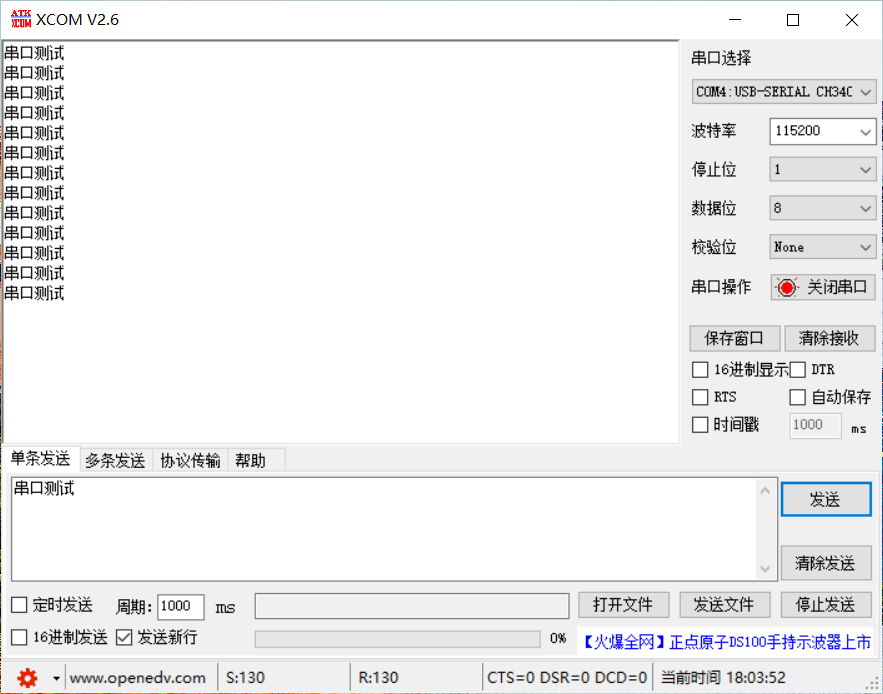 ATK XCOM XCOM V2.6
串口测试
串口测试
串口测试
串口测试
串口测试
串口测试
串口测试
串口测试
串口测试
串口测试
串口测试
串口测试
串口测试
串口选择
COM4:USB-SERIAL CH34C
波特率 115200
停止位 1
数据位 8
校验位 None
串口操作 关闭串口
保存窗口 清除接收
16进制显示 DTR
RTS 自动保存
时间戳 1000 ms
单条发送 多条发送 协议传输 帮助
串口测试
发送
清除发送
定时发送 周期: 1000 ms 打开文件 发送文件 停止发送
16进制发送 发送新行 0% 【火爆全网】正点原子DS100手持示波器上市
www.openedv.com S:130 R:130 CTS=0 DSR=0 DCD=0 当前时间 18:03:52